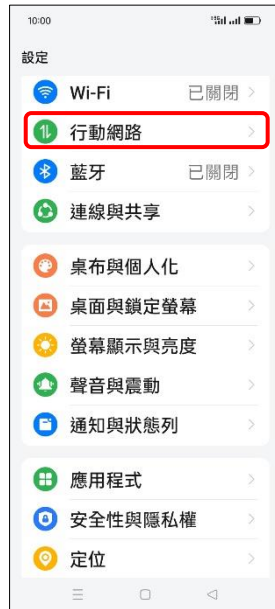 10:00
設定
Wi-Fi 已關閉
行動網路
藍牙 已關閉
連線與共享
桌布與個人化
桌面與鎖定螢幕
螢幕顯示與亮度
聲音與震動
通知與狀態列
應用程式
安全性與隱私權
定位